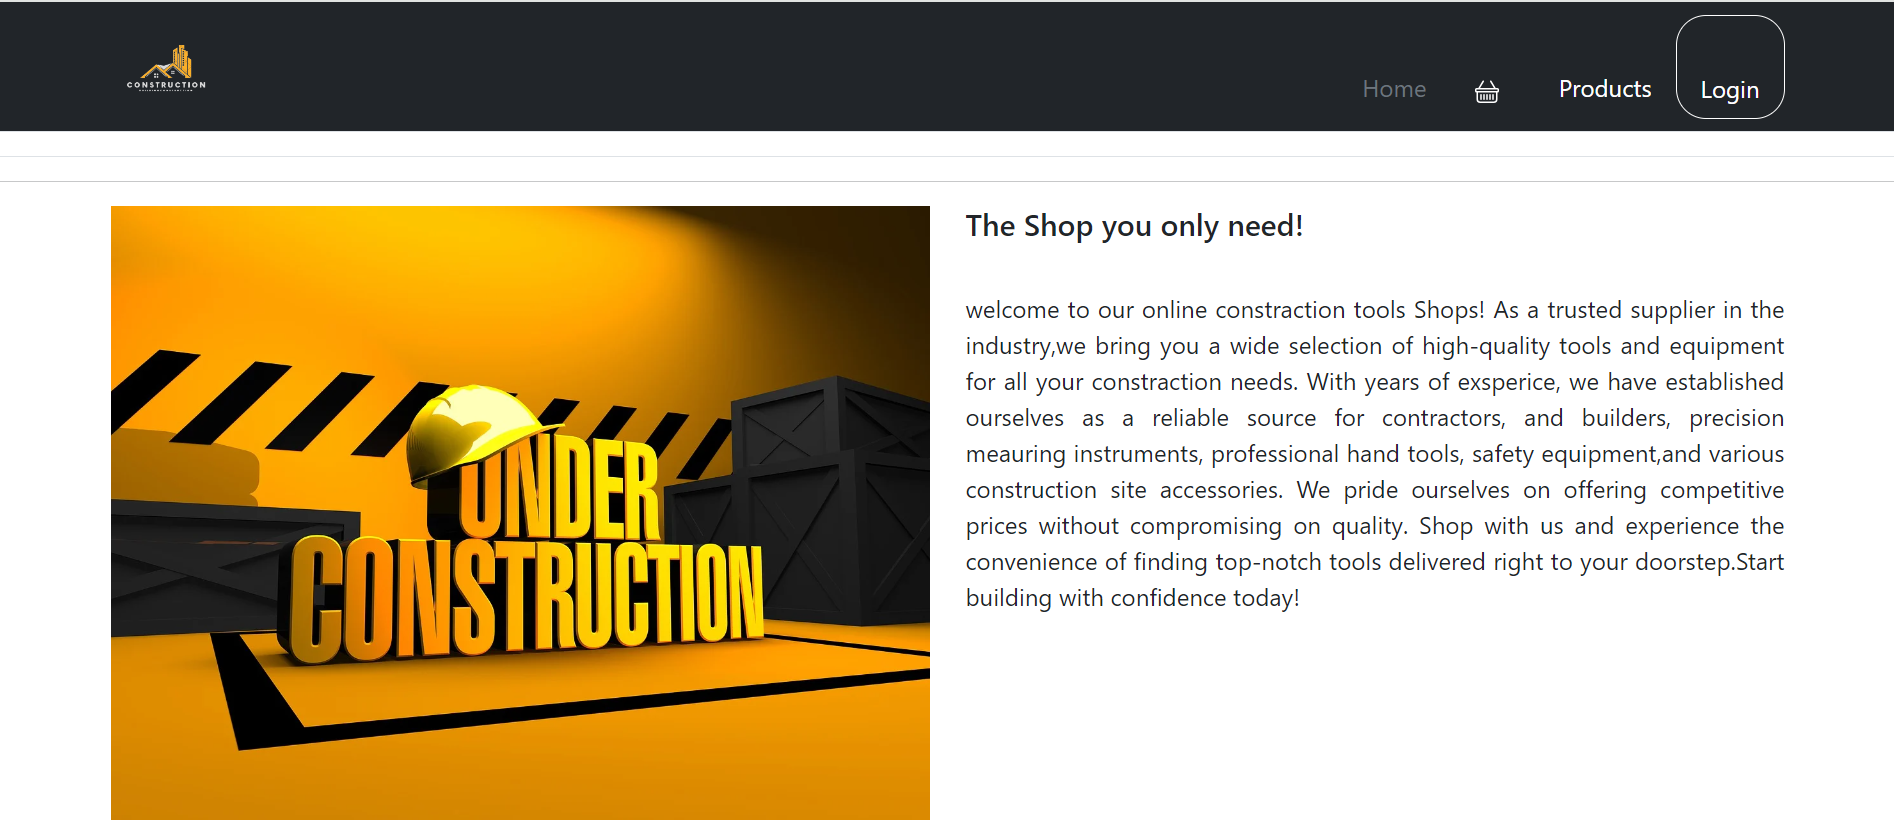 CONSTRUCTION
Home
Products
Login
The Shop you only need!
welcome to our online constraction tools Shops! As a trusted supplier in the
industry,we bring you a wide selection of high-quality tools and equipment
for all your constraction needs. With years of exsperice, we have established
ourselves as a reliable source for contractors, and builders, precision
meauring instruments, professional hand tools, safety equipment,and various
construction site accessories. We pride ourselves on offering competitive
prices without compromising on quality. Shop with us and experience the
convenience of finding top-notch tools delivered right to your doorstep.Start
building with confidence today!
UNDER
CONSTRUCTION